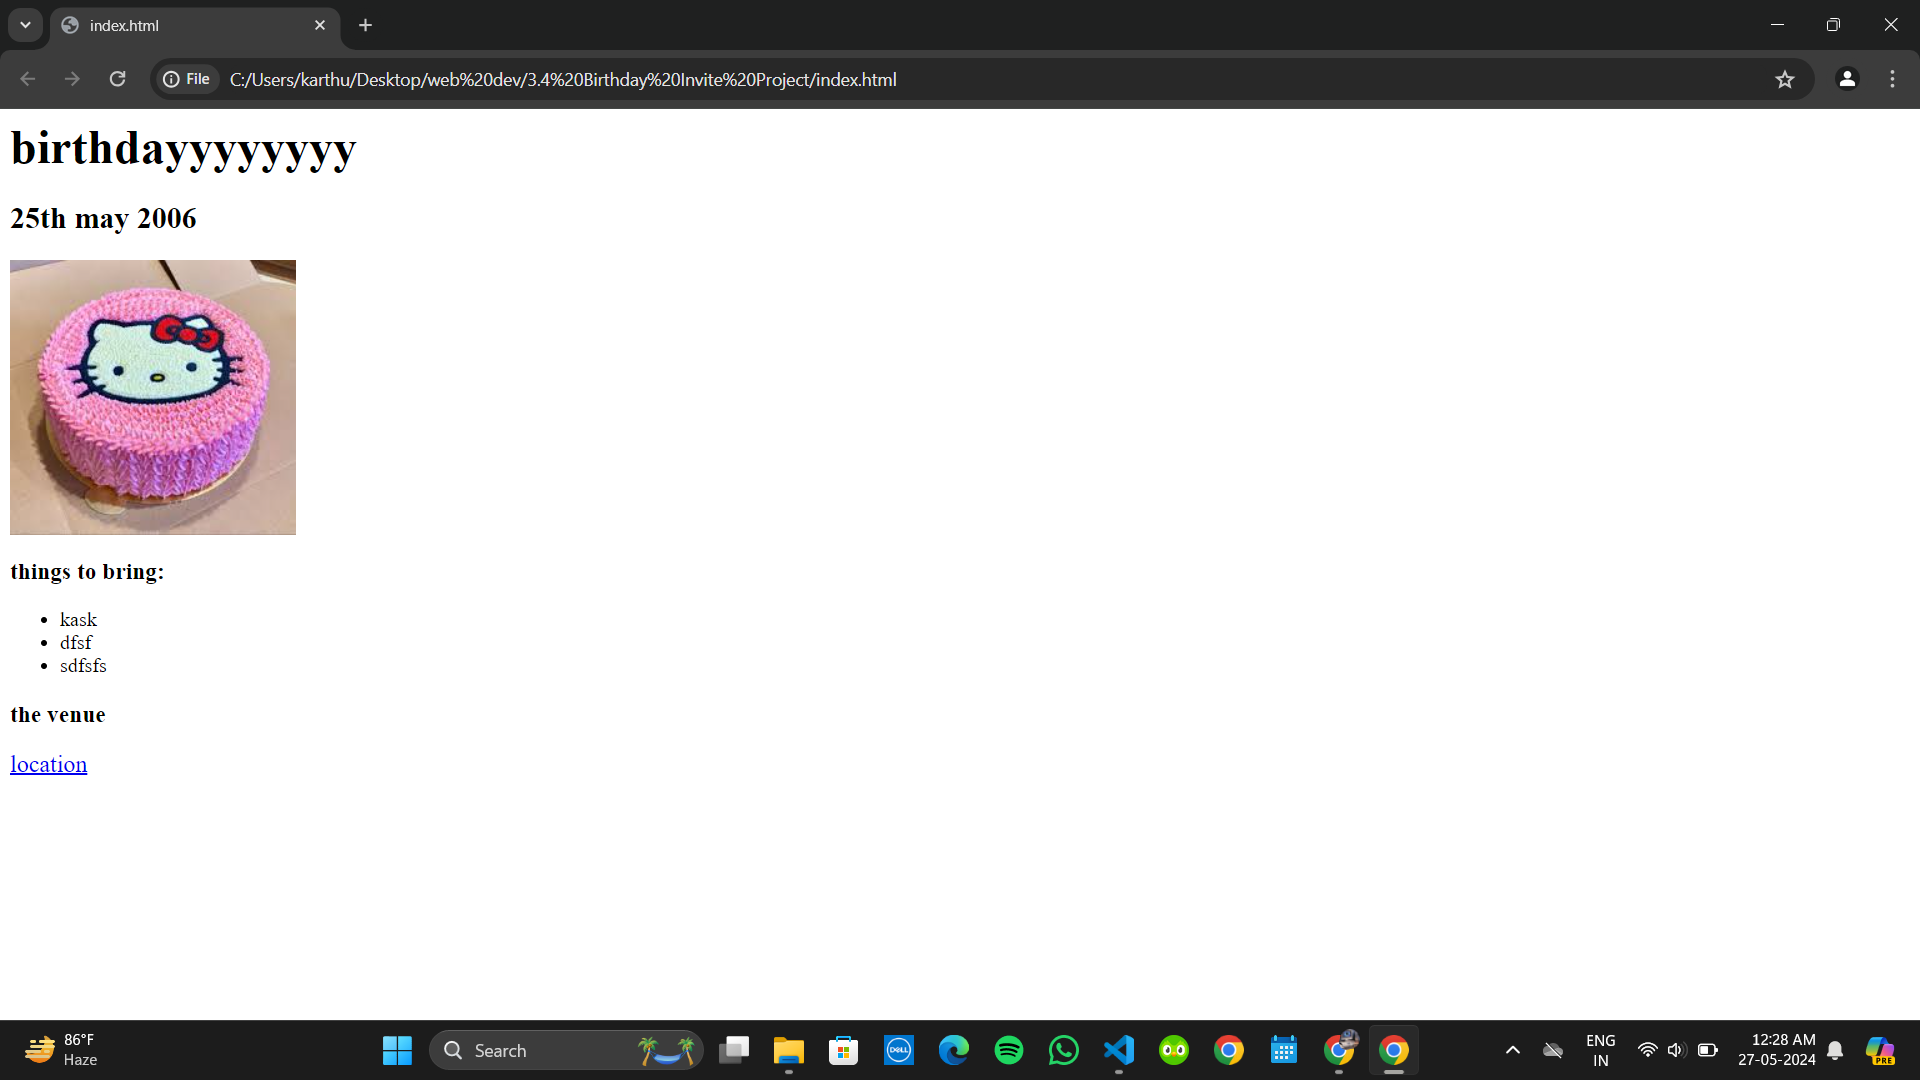 index.html
File
C:/Users/karthu/Desktop/web%20dev/3.4%20Birthday%20Invite%20Project/index.html
birthdayyyyyyyy
25th may 2006
things to bring:
kask
dfsf
sdfsfs
the venue
location
86°F
Haze
Search
DELL
ENG
IN
12:28 AM
27-05-2024
PRE